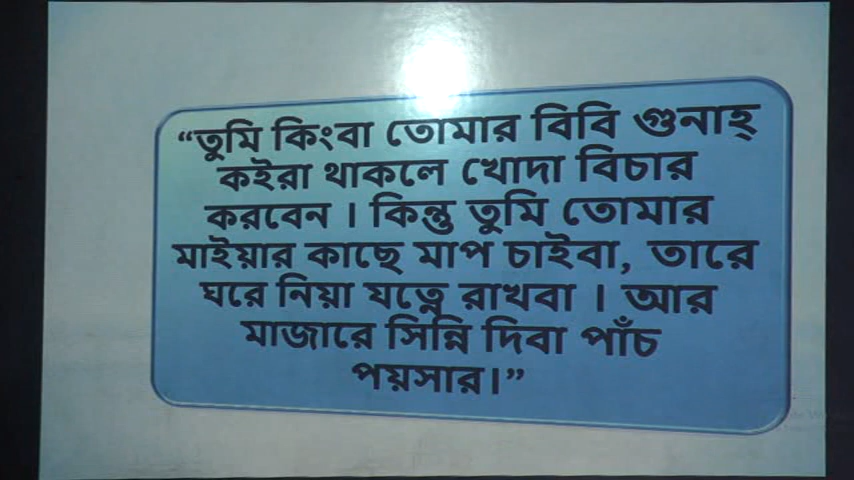 “তুমি কিংবা তোমার বিবি গুনাহ্
কইরা থাকলে খোদা বিচার
করবেন । কিন্তু তুমি তোমার
মাইয়ার কাছে মাপ চাইবা, তারে
ঘরে নিয়া যত্নে রাখবা । আর
মাজারে সিন্নি দিবা পাঁচ
পয়সার।”